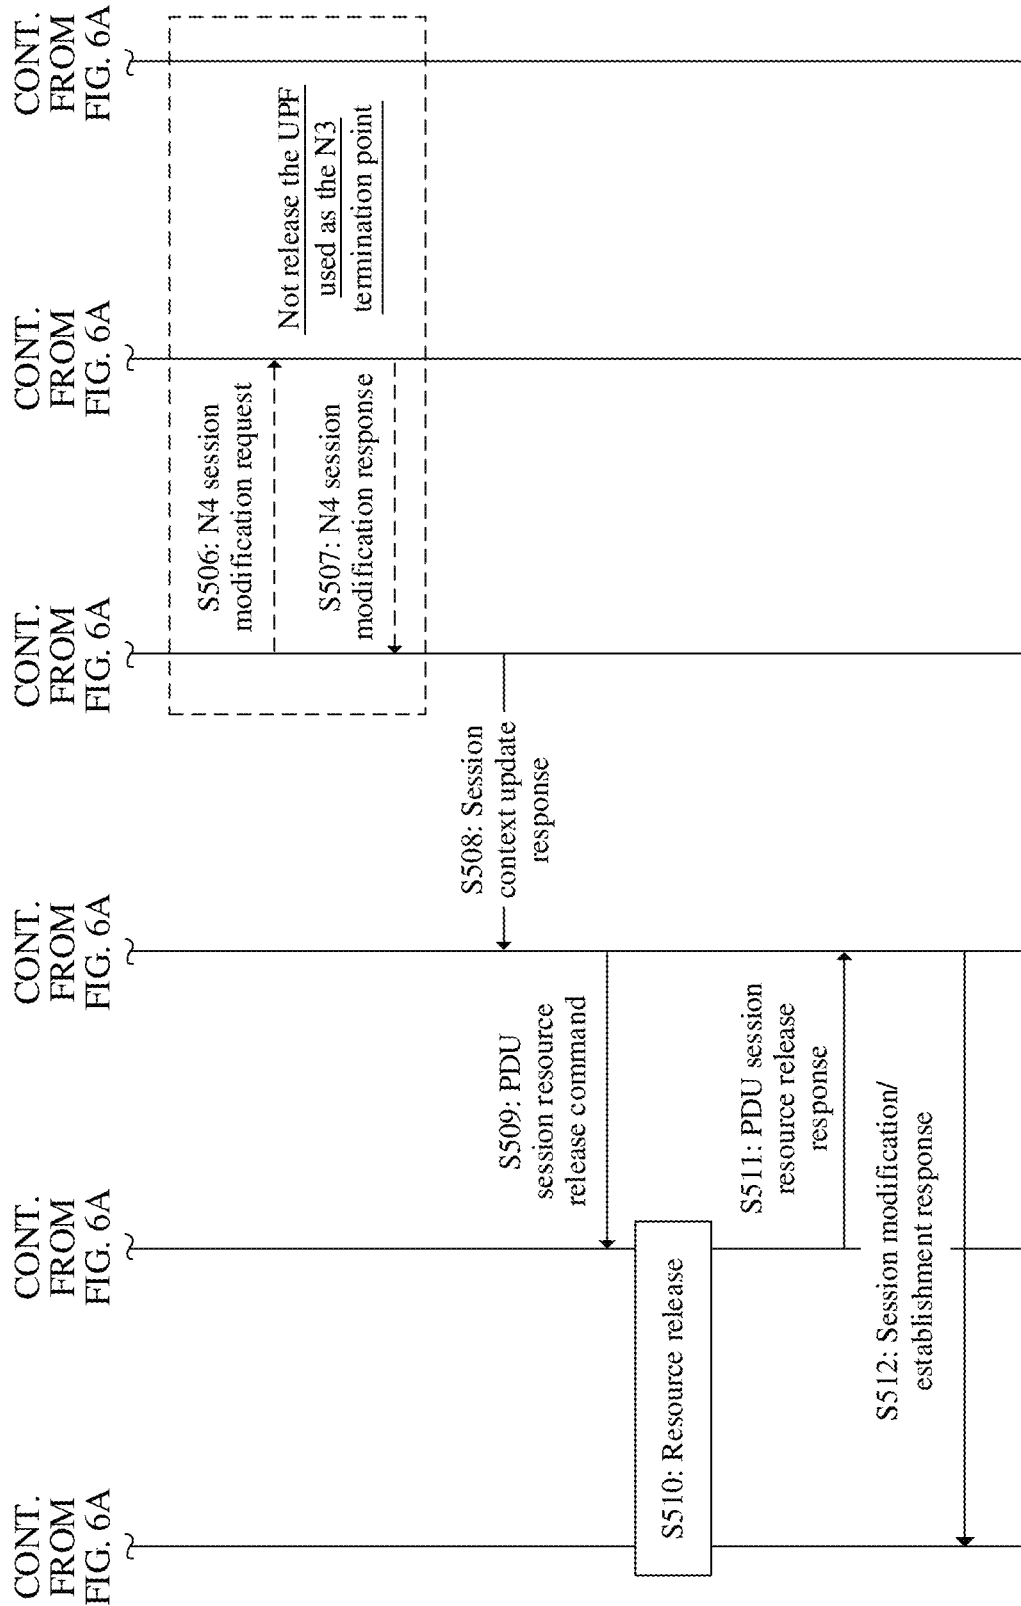 CONT.
FROM
FIG. 6A
CONT.
FROM
FIG. 6A
CONT.
FROM
FIG. 6A
CONT.
FROM
FIG. 6A
CONT.
FROM
FIG. 6A
CONT.
FROM
FIG. 6A
S506: N4 session
modification request
Not release the UPF
used as the N3
termination point
S507: N4 session
modification response
S508: Session
context update
response
S509: PDU
session resource
release command
S510: Resource release
S511: PDU session
resource release
response
S512: Session modification/
establishment response